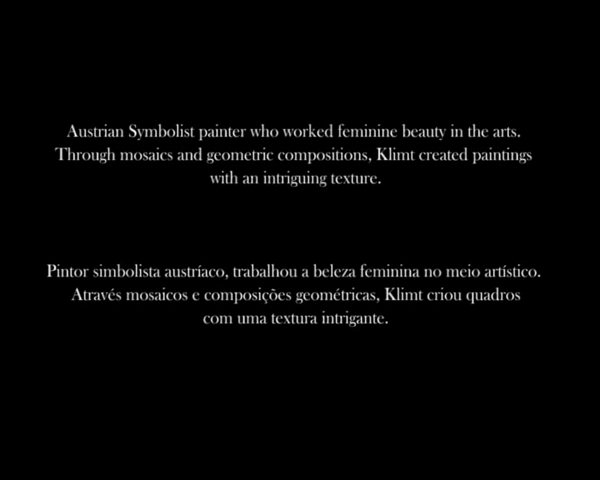 Austrian Symbolist painter who worked feminine beauty in the arts.
Through mosaics and geometric compositions, Klimt created paintings
with an intriguing texture.
Pintor simbolista austríaco, trabalhou a beleza feminina no meio artístico.
Através mosaicos e composições geométricas, Klimt criou quadros
com uma textura intrigante.